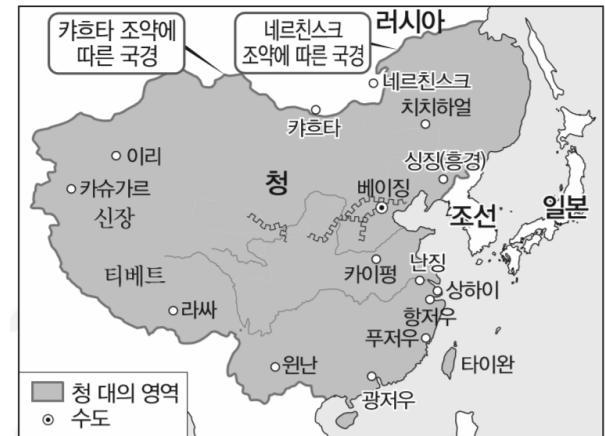 캬흐타 조약에
따른 국경
네르친스크
조약에 따른 국경
러시아
네르친스크
치치하얼
캬흐타
이리
싱징(흥경)
청
베이징
카슈가르
신장
조선
일본
티베트
카이펑
난징
상하이
라싸
항저우
푸저우
윈난
타이완
광저우
청 대의 영역
수도